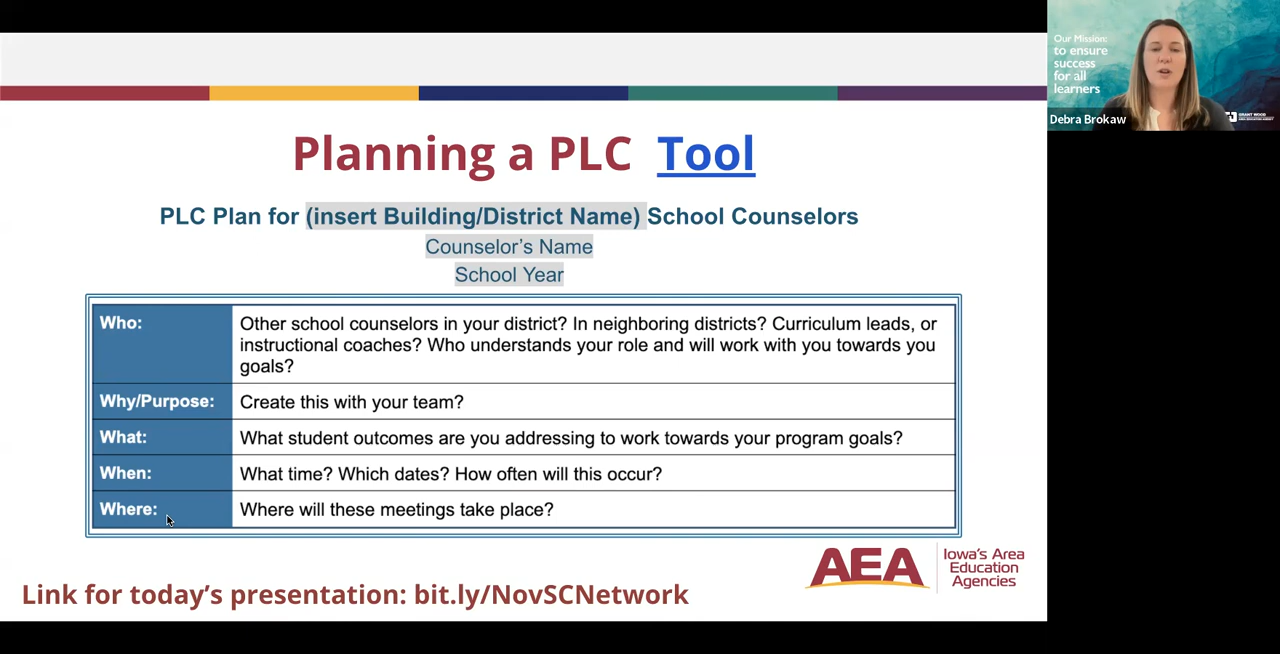 Our Mission:
to ensure
success
for all
learners
Debra Brokaw
GRANT WOOD
Planning a PLC Tool
PLC Plan for (insert Building/District Name) School Counselors
Counselor's Name
School Year
Who:
Other school counselors in your district? In neighboring districts? Curriculum leads, or
instructional coaches? Who understands your role and will work with you towards you
goals?
Why/Purpose:
Create this with your team?
What:
What student outcomes are you addressing to work towards your program goals?
When:
What time? Which dates? How often will this occur?
Where:
Where will these meetings take place?
AEA
Iowa's Area
Education
Agencies
Link for today's presentation: bit.ly/NovSCNetwork